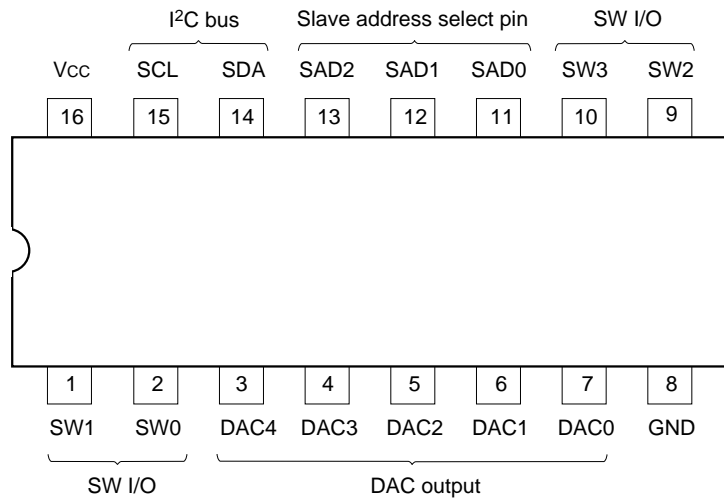 I²C bus Slave address select pin SW I/O
VCC SCL SDA SAD2 SAD1 SAD0 SW3 SW2
16 15 14 13 12 11 10 9
1 2 3 4 5 6 7 8
SW1 SW0 DAC4 DAC3 DAC2 DAC1 DAC0 GND
SW I/O DAC output